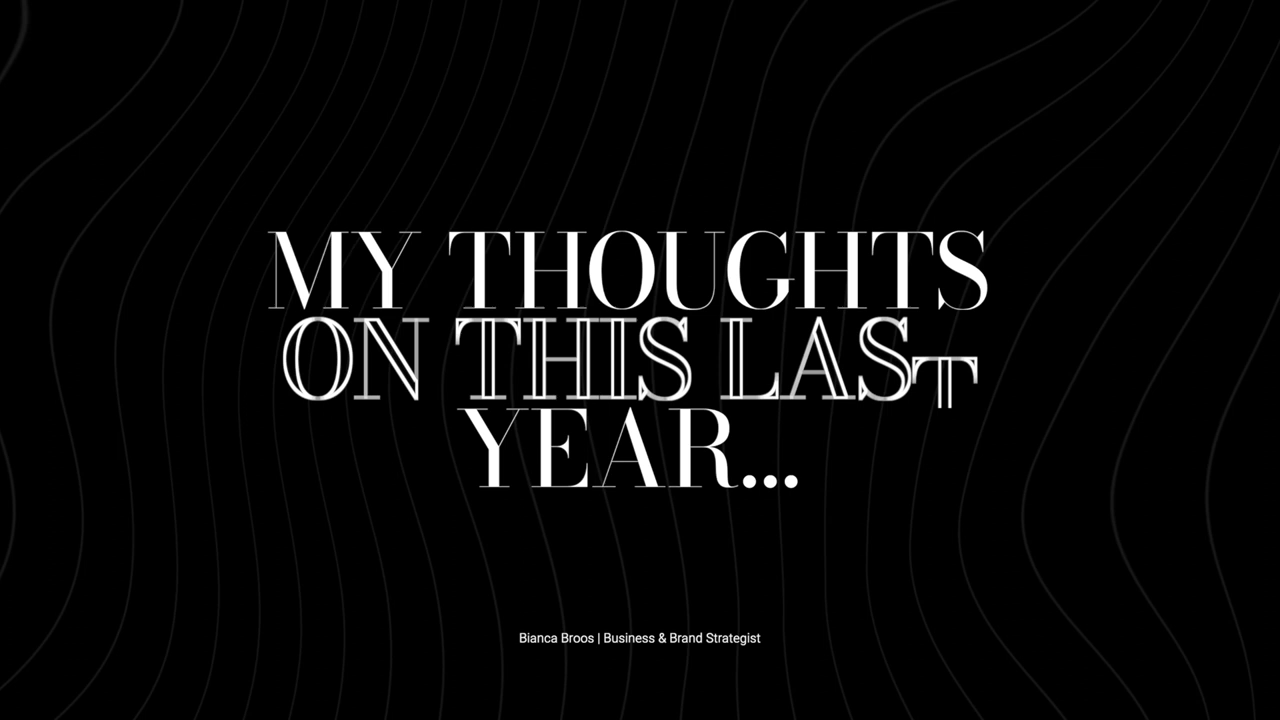 MY THOUGHTS
ON THIS LAST
YEAR...
Bianca Broos | Business & Brand Strategist